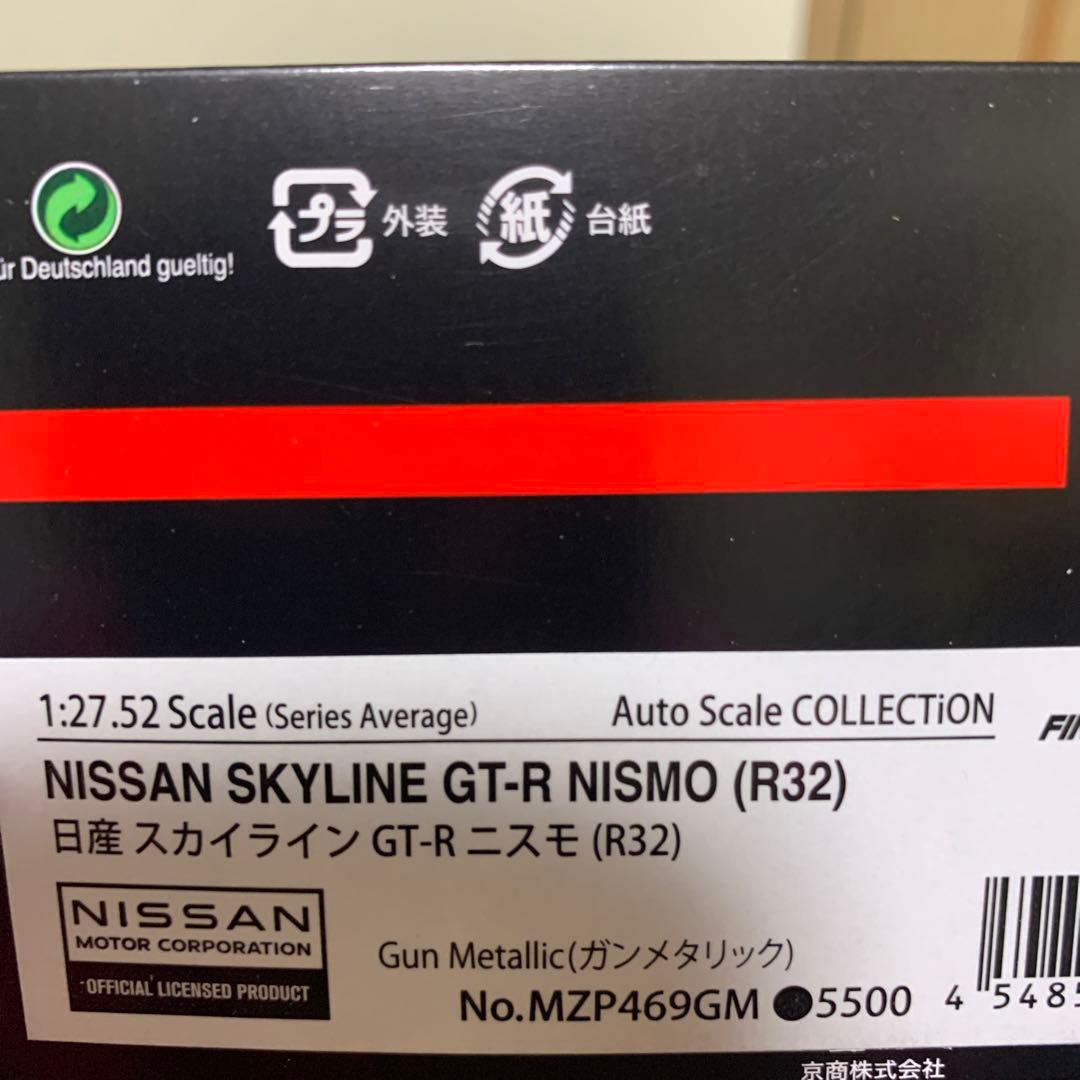 ür Deutschland gueltig!
プラ 外装 紙 台紙
1:27.52 Scale (Series Average) Auto Scale COLLECTiON
NISSAN SKYLINE GT-R NISMO (R32)
日産 スカイライン GT-R ニスモ (R32)
NISSAN
MOTOR CORPORATION
OFFICIAL LICENSED PRODUCT
Gun Metallic(ガンメタリック)
No.MZP469GM ●5500
4 5485
京商株式会社